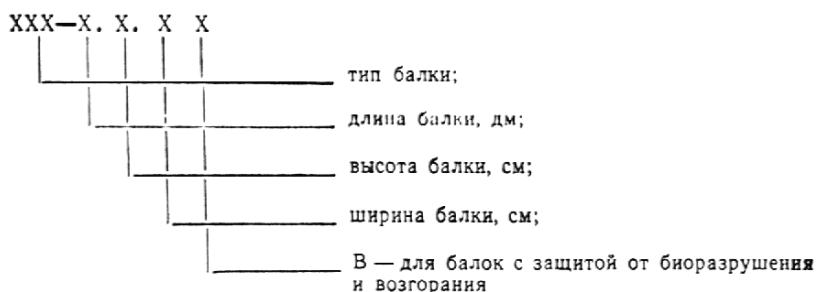 XXX—X. X. X X
тип балки;
длина балки, дм;
высота балки, см;
ширина балки, см;
В — для балок с защитой от биоразрушения
и возгорания